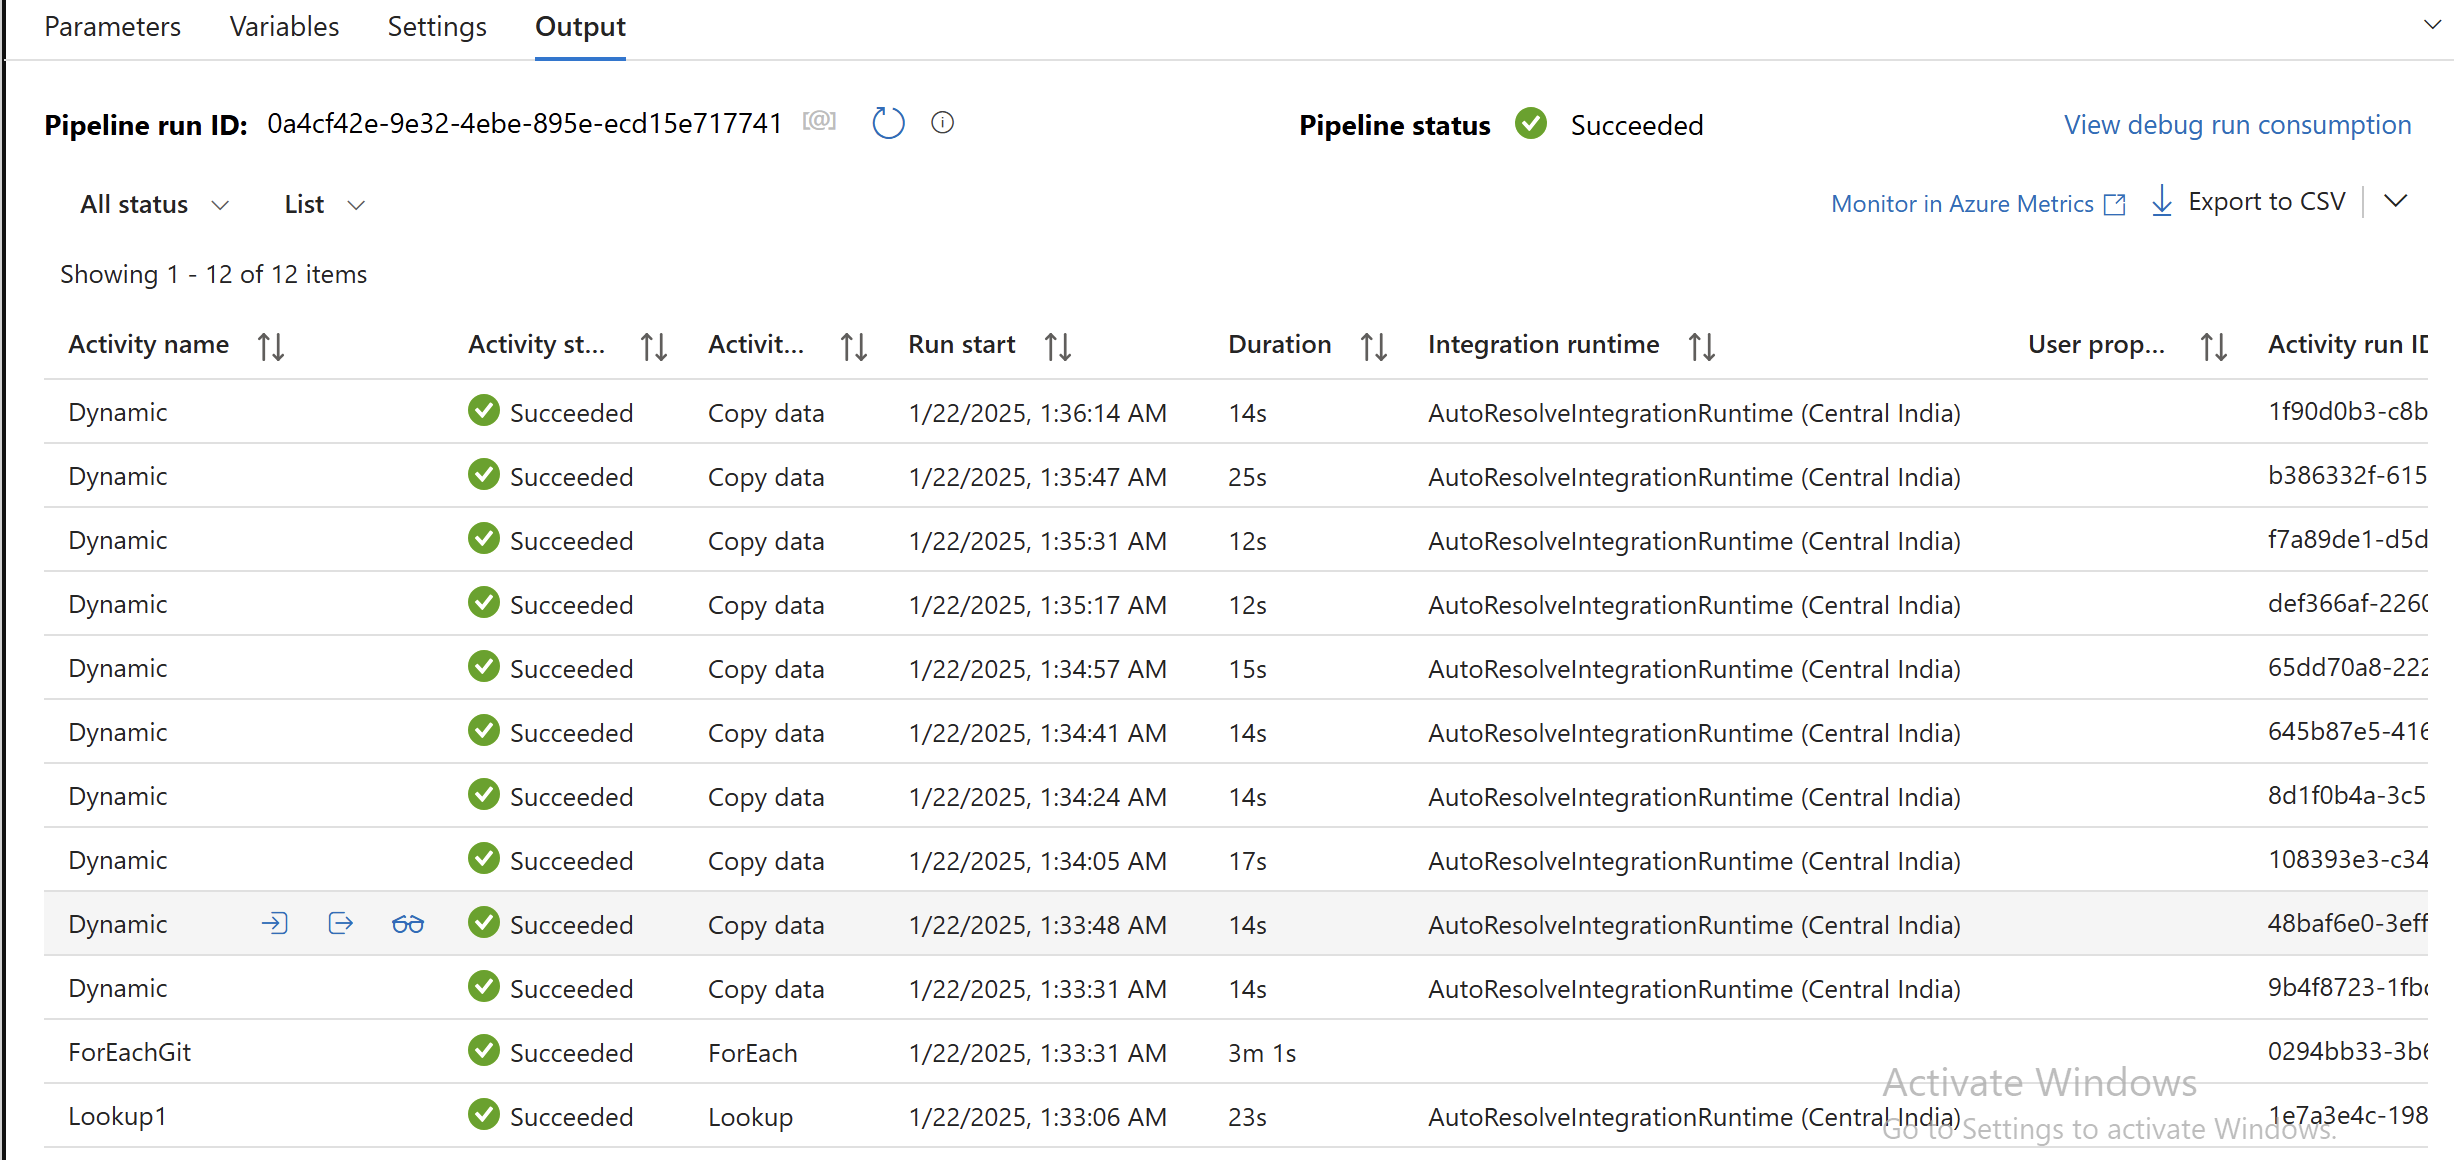 Parameters Variables Settings Output
Pipeline run ID: 0a4cf42e-9e32-4ebe-895e-ecd15e717741 [@] Pipeline status Succeeded View debug run consumption
All status List Monitor in Azure Metrics Export to CSV
Showing 1 - 12 of 12 items
Activity name Activity st... Activit... Run start Duration Integration runtime User prop... Activity run ID
Dynamic Succeeded Copy data 1/22/2025, 1:36:14 AM 14s AutoResolveIntegrationRuntime (Central India) 1f90d0b3-c8b
Dynamic Succeeded Copy data 1/22/2025, 1:35:47 AM 25s AutoResolveIntegrationRuntime (Central India) b386332f-615
Dynamic Succeeded Copy data 1/22/2025, 1:35:31 AM 12s AutoResolveIntegrationRuntime (Central India) f7a89de1-d5d
Dynamic Succeeded Copy data 1/22/2025, 1:35:17 AM 12s AutoResolveIntegrationRuntime (Central India) def366af-2260
Dynamic Succeeded Copy data 1/22/2025, 1:34:57 AM 15s AutoResolveIntegrationRuntime (Central India) 65dd70a8-222
Dynamic Succeeded Copy data 1/22/2025, 1:34:41 AM 14s AutoResolveIntegrationRuntime (Central India) 645b87e5-416
Dynamic Succeeded Copy data 1/22/2025, 1:34:24 AM 14s AutoResolveIntegrationRuntime (Central India) 8d1f0b4a-3c5
Dynamic Succeeded Copy data 1/22/2025, 1:34:05 AM 17s AutoResolveIntegrationRuntime (Central India) 108393e3-c34
Dynamic Succeeded Copy data 1/22/2025, 1:33:48 AM 14s AutoResolveIntegrationRuntime (Central India) 48baf6e0-3eff
Dynamic Succeeded Copy data 1/22/2025, 1:33:31 AM 14s AutoResolveIntegrationRuntime (Central India) 9b4f8723-1fb
ForEachGit Succeeded ForEach 1/22/2025, 1:33:31 AM 3m 1s 0294bb33-3b6
Activate Windows
Lookup1 Succeeded Lookup 1/22/2025, 1:33:06 AM 23s AutoResolveIntegrationRuntime (Central India) 1e7a3e4c-198
Go to Settings to activate Windows.